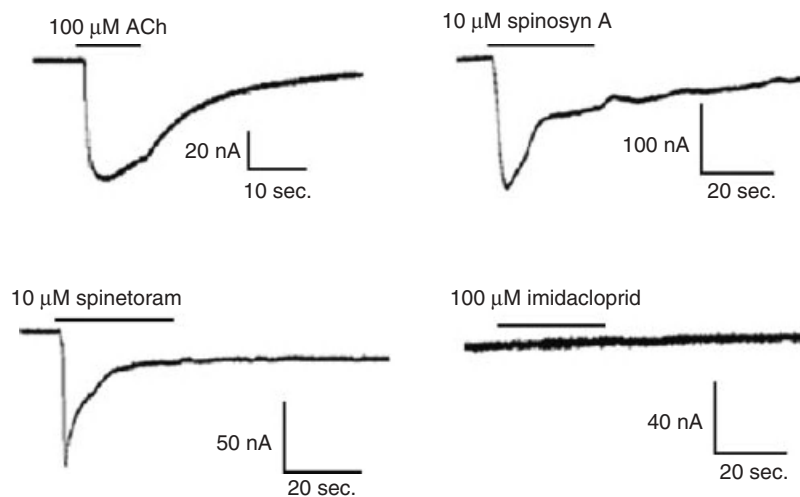 100 μM ACh
20 nA
10 sec.
10 μM spinosyn A
100 nA
20 sec.
10 μM spinetoram
50 nA
20 sec.
100 μM imidacloprid
40 nA
20 sec.